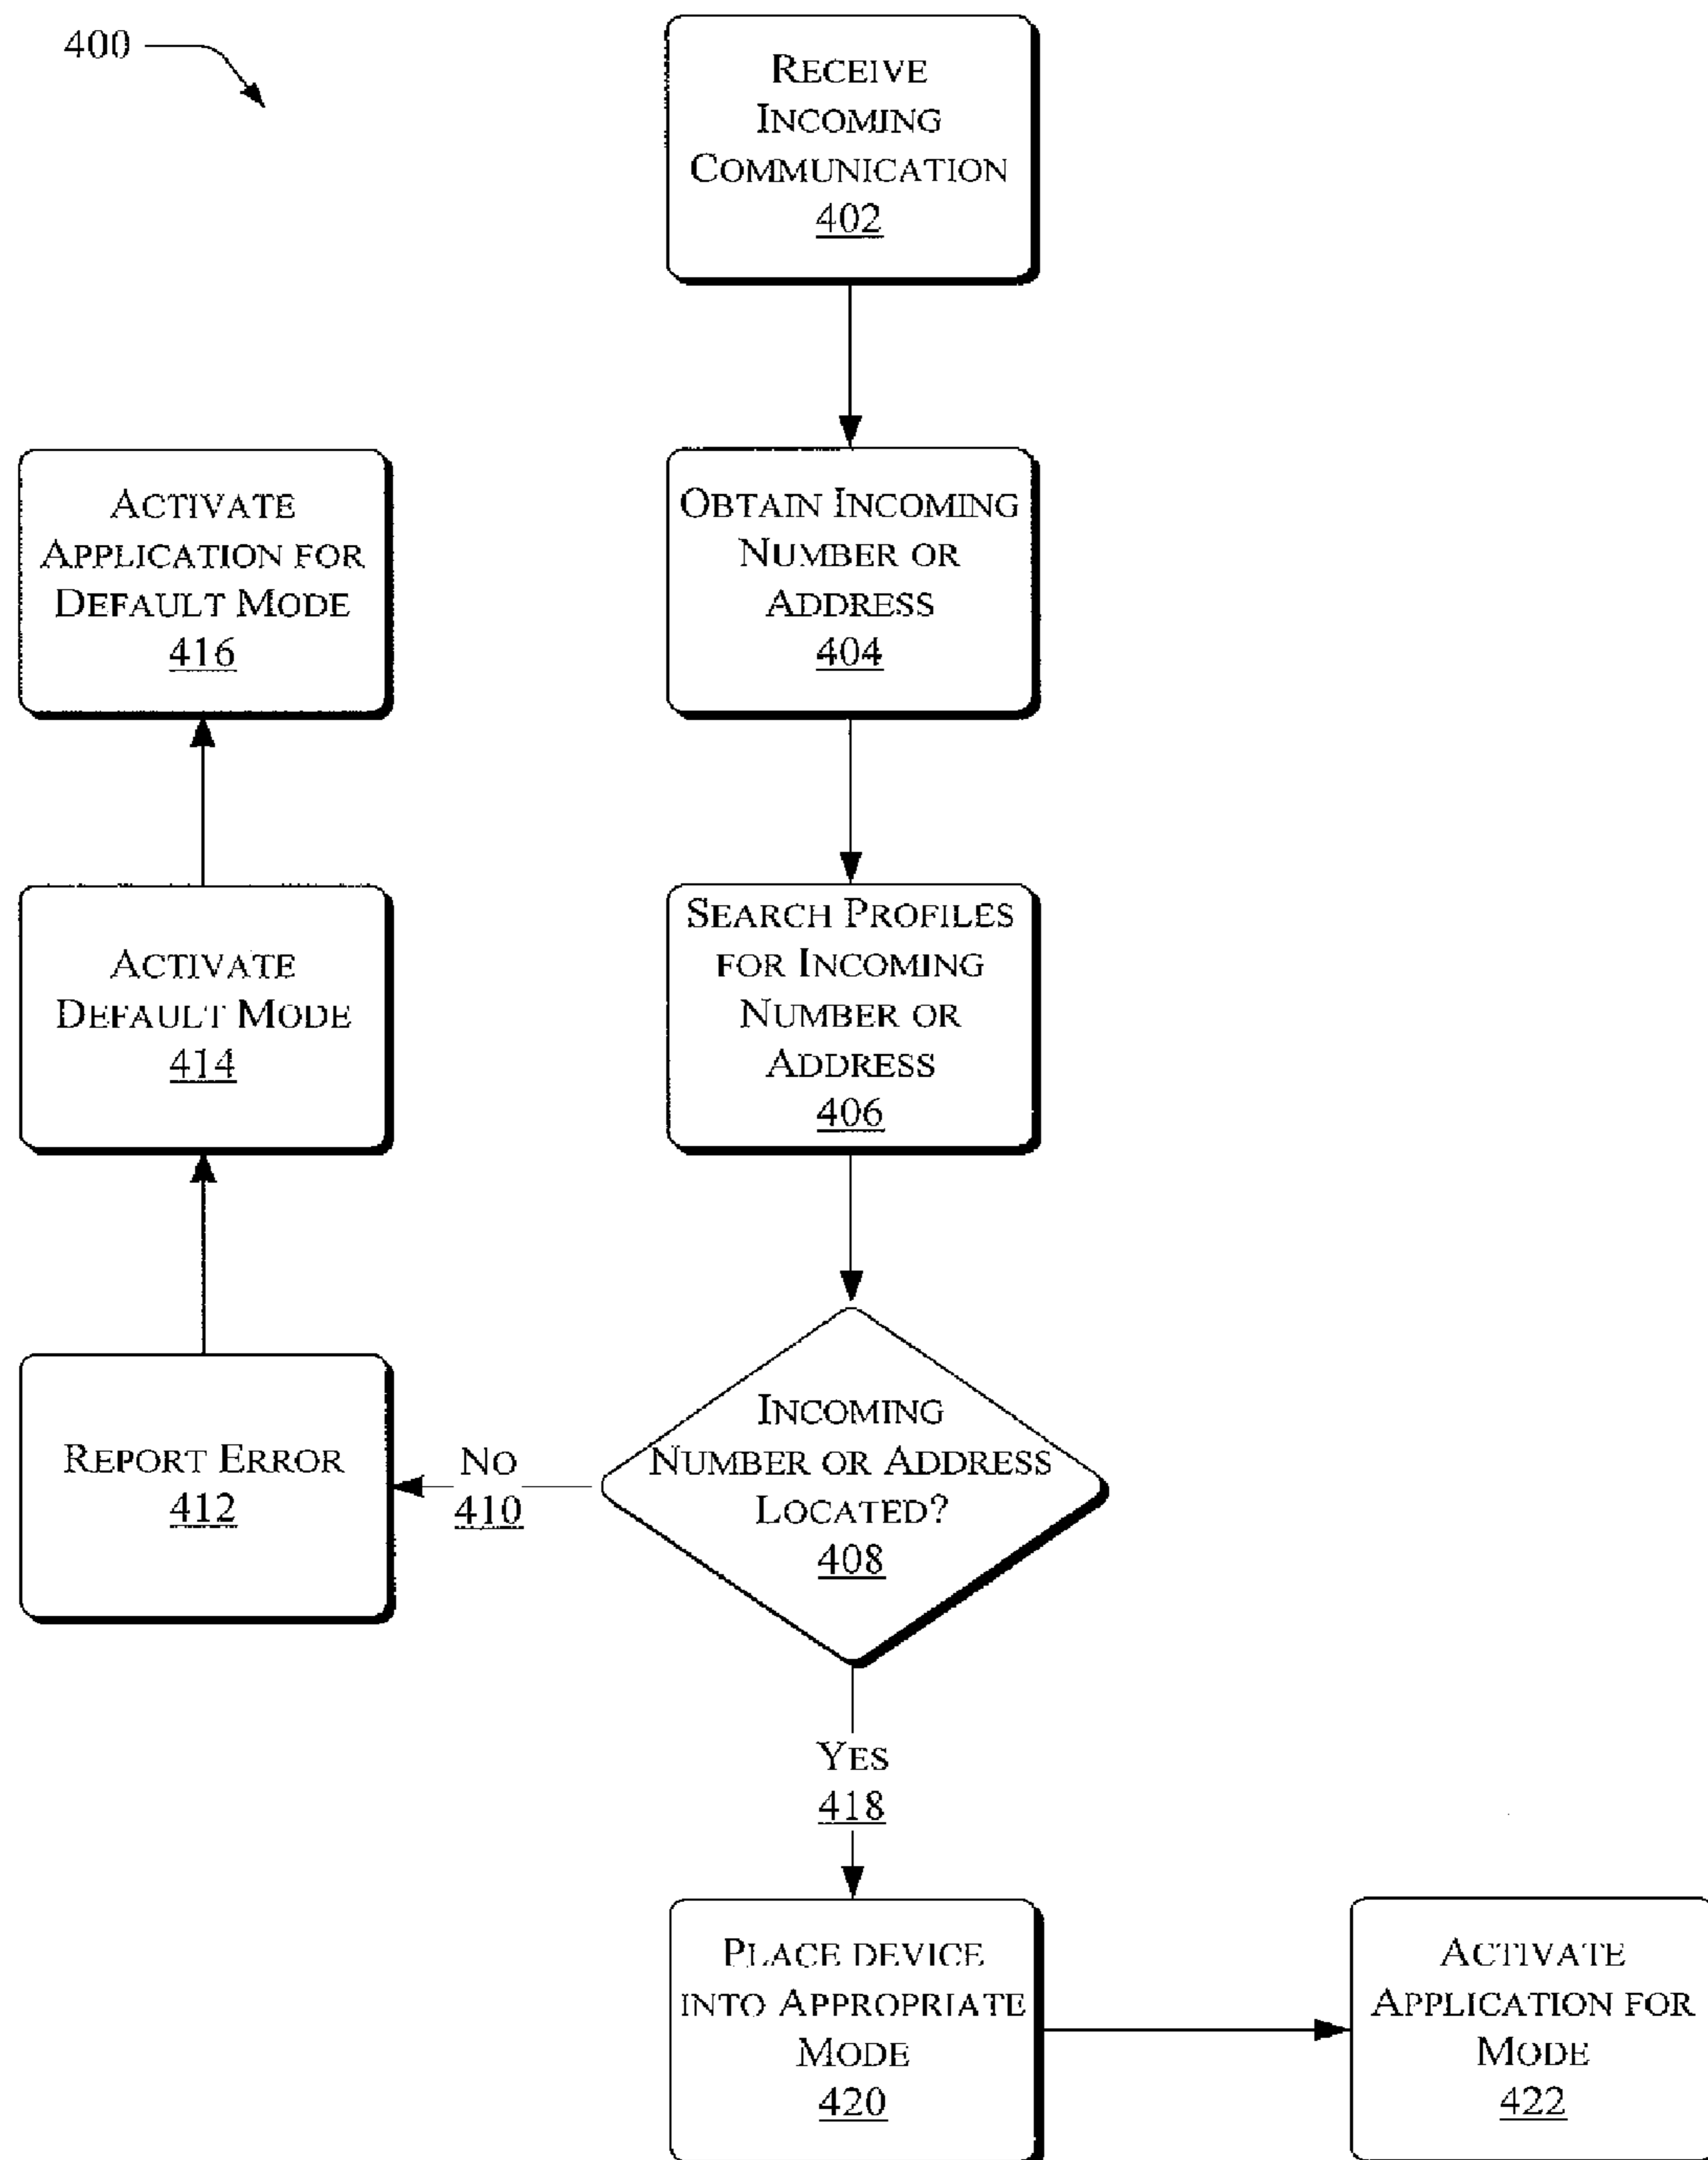 400
RECEIVE
INCOMING
COMMUNICATION
402
OBTAIN INCOMING
NUMBER OR
ADDRESS
404
SEARCH PROFILES
FOR INCOMING
NUMBER OR
ADDRESS
406
INCOMING
NUMBER OR ADDRESS
LOCATED?
408
NO
410
REPORT ERROR
412
ACTIVATE
DEFAULT MODE
414
ACTIVATE
APPLICATION FOR
DEFAULT MODE
416
YES
418
PLACE DEVICE
INTO APPROPRIATE
MODE
420
ACTIVATE
APPLICATION FOR
MODE
422